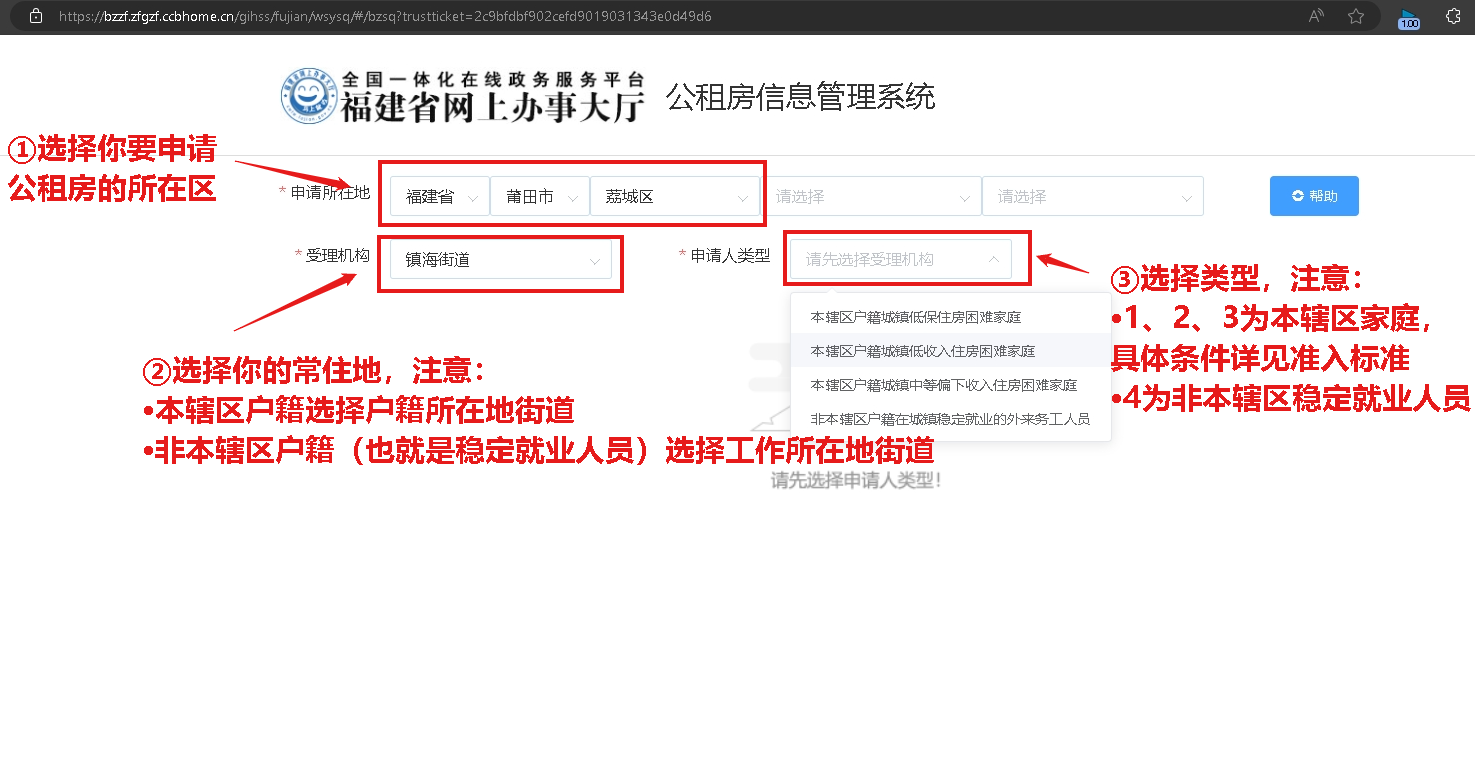 https://bzzf.zfgzf.ccbhome.cn/gihss/fujian/wsysq/#/bzsq?trustticket=2c9bfdbf902cefd9019031343e0d49d6
1.00
全国一体化在线政务服务平台
福建省网上办事大厅
公租房信息管理系统
①选择你要申请
公租房的所在区
* 申请所在地
福建省
莆田市
荔城区
请选择
请选择
帮助
* 受理机构
镇海街道
* 申请人类型
请先选择受理机构
本辖区户籍城镇低保住房困难家庭
本辖区户籍城镇低收入住房困难家庭
本辖区户籍城镇中等偏下收入住房困难家庭
非本辖区户籍在城镇稳定就业的外来务工人员
③选择类型，注意：
•1、2、3为本辖区家庭，
具体条件详见准入标准
•4为非本辖区稳定就业人员
②选择你的常住地，注意：
•本辖区户籍选择户籍所在地街道
•非本辖区户籍（也就是稳定就业人员）选择工作所在地街道
请先选择申请人类型！